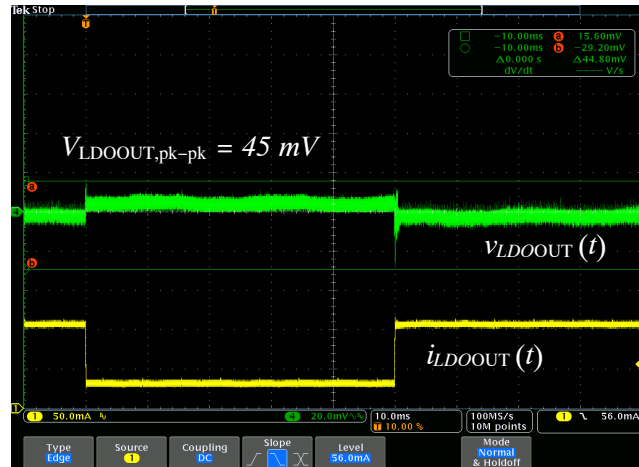 Tek Stop
T
T
-10.00ms a 15.60mV
-10.00ms b -29.20mV
Δ0.000 s Δ44.80mV
dV/dt ---- V/s
VLDOOUT,pk–pk = 45 mV
a
4
b
vLDOOUT (t)
iLDOOUT (t)
1
1 50.0mA 4 20.0mV 10.0ms 100MS/s 1 56.0mA
T 10.00 % 10M points
Type Source Coupling Slope Level Mode
Edge 1 DC 56.0mA Normal
& Holdoff